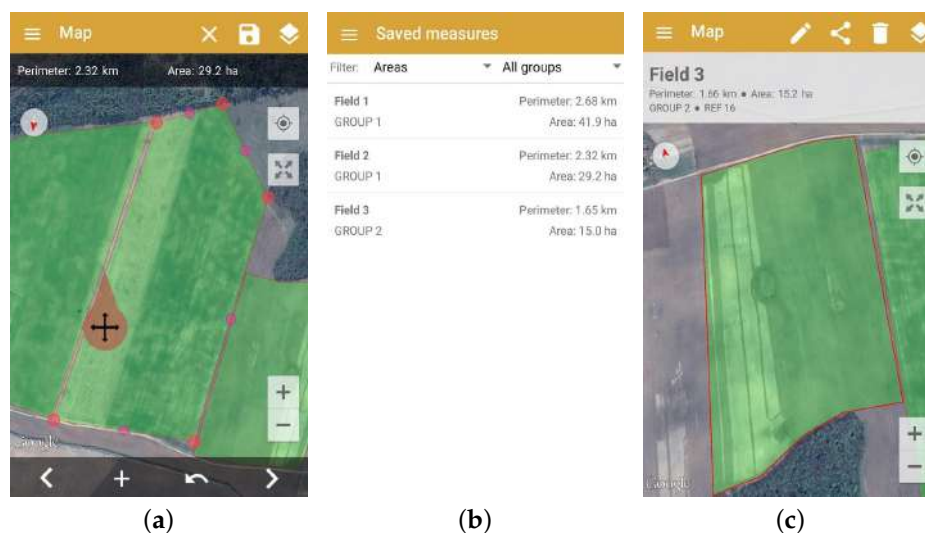 Map
Perimeter: 2.32 km Area: 29.2 ha
Google
Saved measures
Filter: Areas All groups
Field 1 Perimeter: 2.68 km
GROUP 1 Area: 41.9 ha
Field 2 Perimeter: 2.32 km
GROUP 1 Area: 29.2 ha
Field 3 Perimeter: 1.65 km
GROUP 2 Area: 15.0 ha
Map
Field 3
Perimeter: 1.66 km • Area: 15.2 ha
GROUP 2 • REF 16
Google
(a) (b) (c)